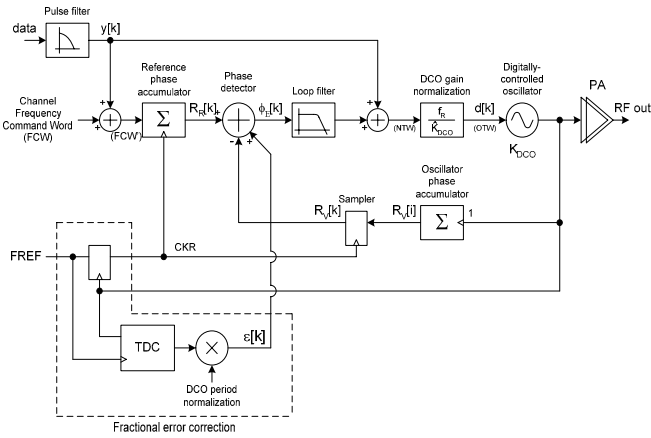 Pulse filter
data
y[k]
Reference
phase
accumulator
Phase
detector
Loop filter
DCO gain
normalization
Digitally-
controlled
oscillator
PA
Channel
Frequency
Command Word
(FCW)
+
+
(FCW')
Σ
R_R[k]
+
+
ϕ_E[k]
+
+
(NTW)
f_R
K̂_DCO
d[k]
(OTW)
K_DCO
RF out
-
+
Sampler
Oscillator
phase
accumulator
R_V[k]
R_V[i]
Σ
1
FREF
CKR
TDC
×
ε[k]
DCO period
normalization
Fractional error correction